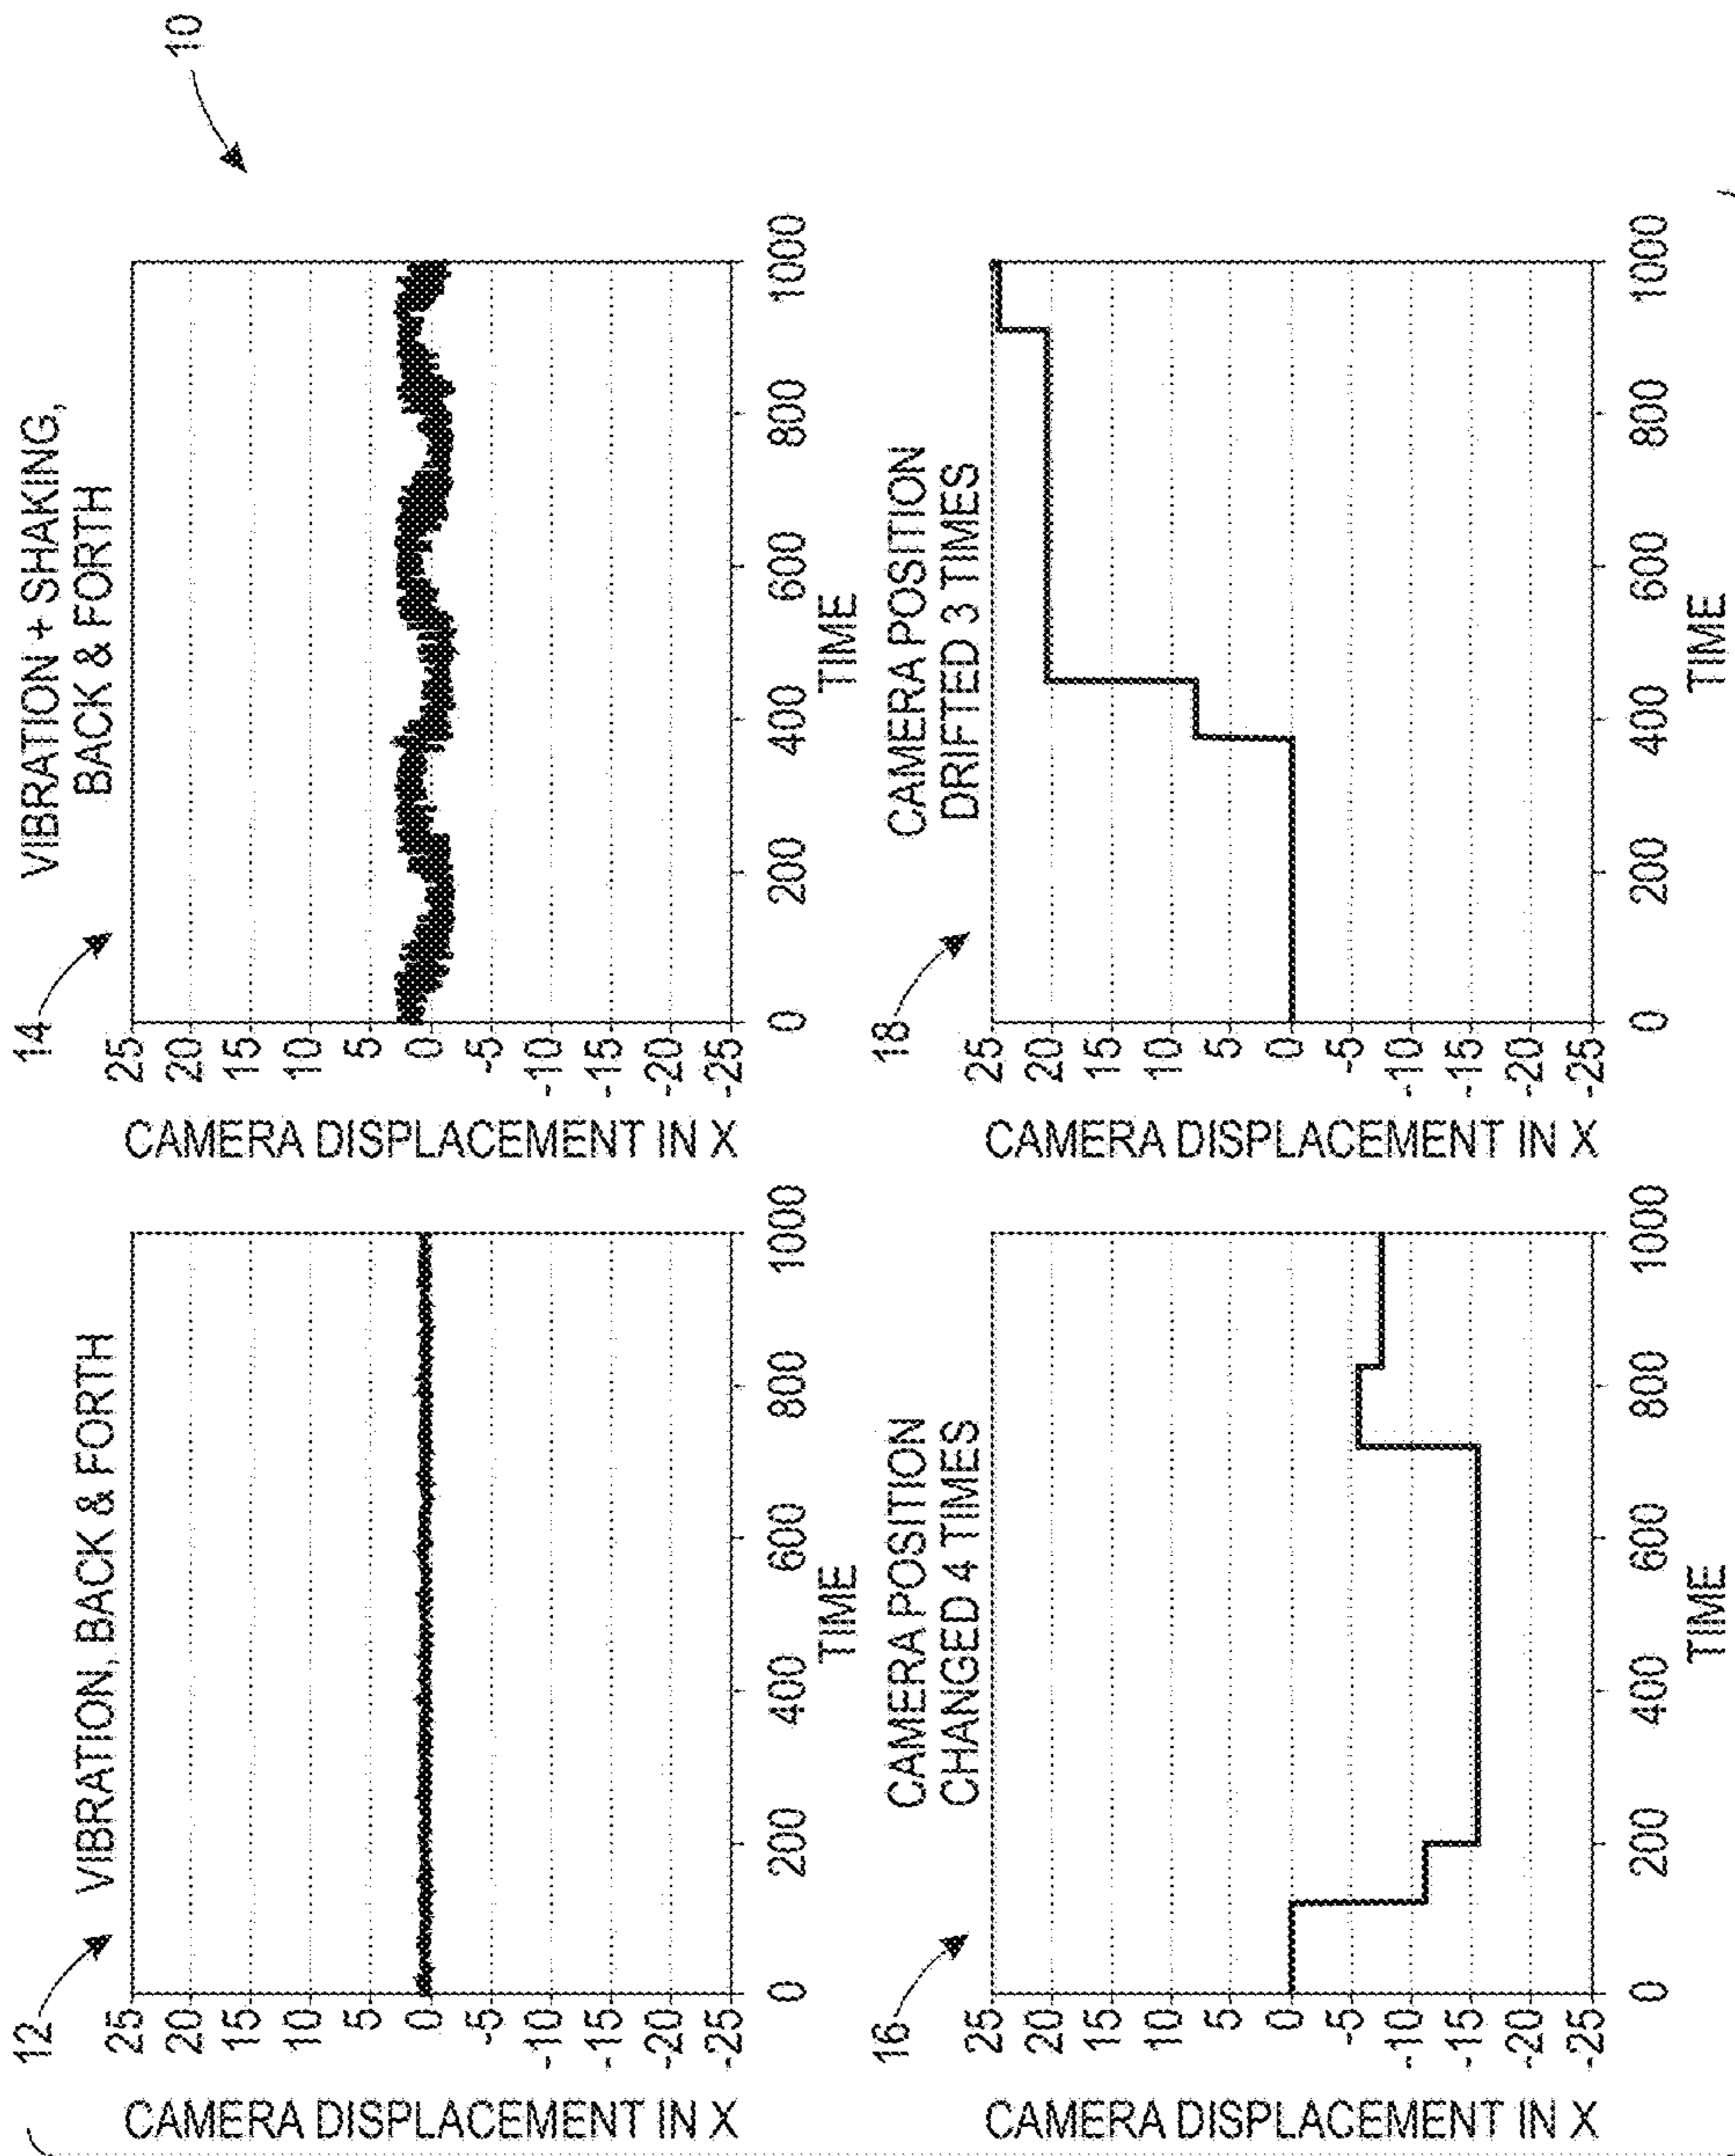 10
12
VIBRATION, BACK & FORTH
CAMERA DISPLACEMENT IN X
25
20
15
10
5
0
-5
-10
-15
-20
-25
0 200 400 600 800 1000
TIME
14
VIBRATION + SHAKING,
BACK & FORTH
CAMERA DISPLACEMENT IN X
25
20
15
10
5
0
-5
-10
-15
-20
-25
0 200 400 600 800 1000
TIME
16
CAMERA POSITION
CHANGED 4 TIMES
CAMERA DISPLACEMENT IN X
25
20
15
10
5
0
-5
-10
-15
-20
-25
0 200 400 600 800 1000
TIME
18
CAMERA POSITION
DRIFTED 3 TIMES
CAMERA DISPLACEMENT IN X
25
20
15
10
5
0
-5
-10
-15
-20
-25
0 200 400 600 800 1000
TIME